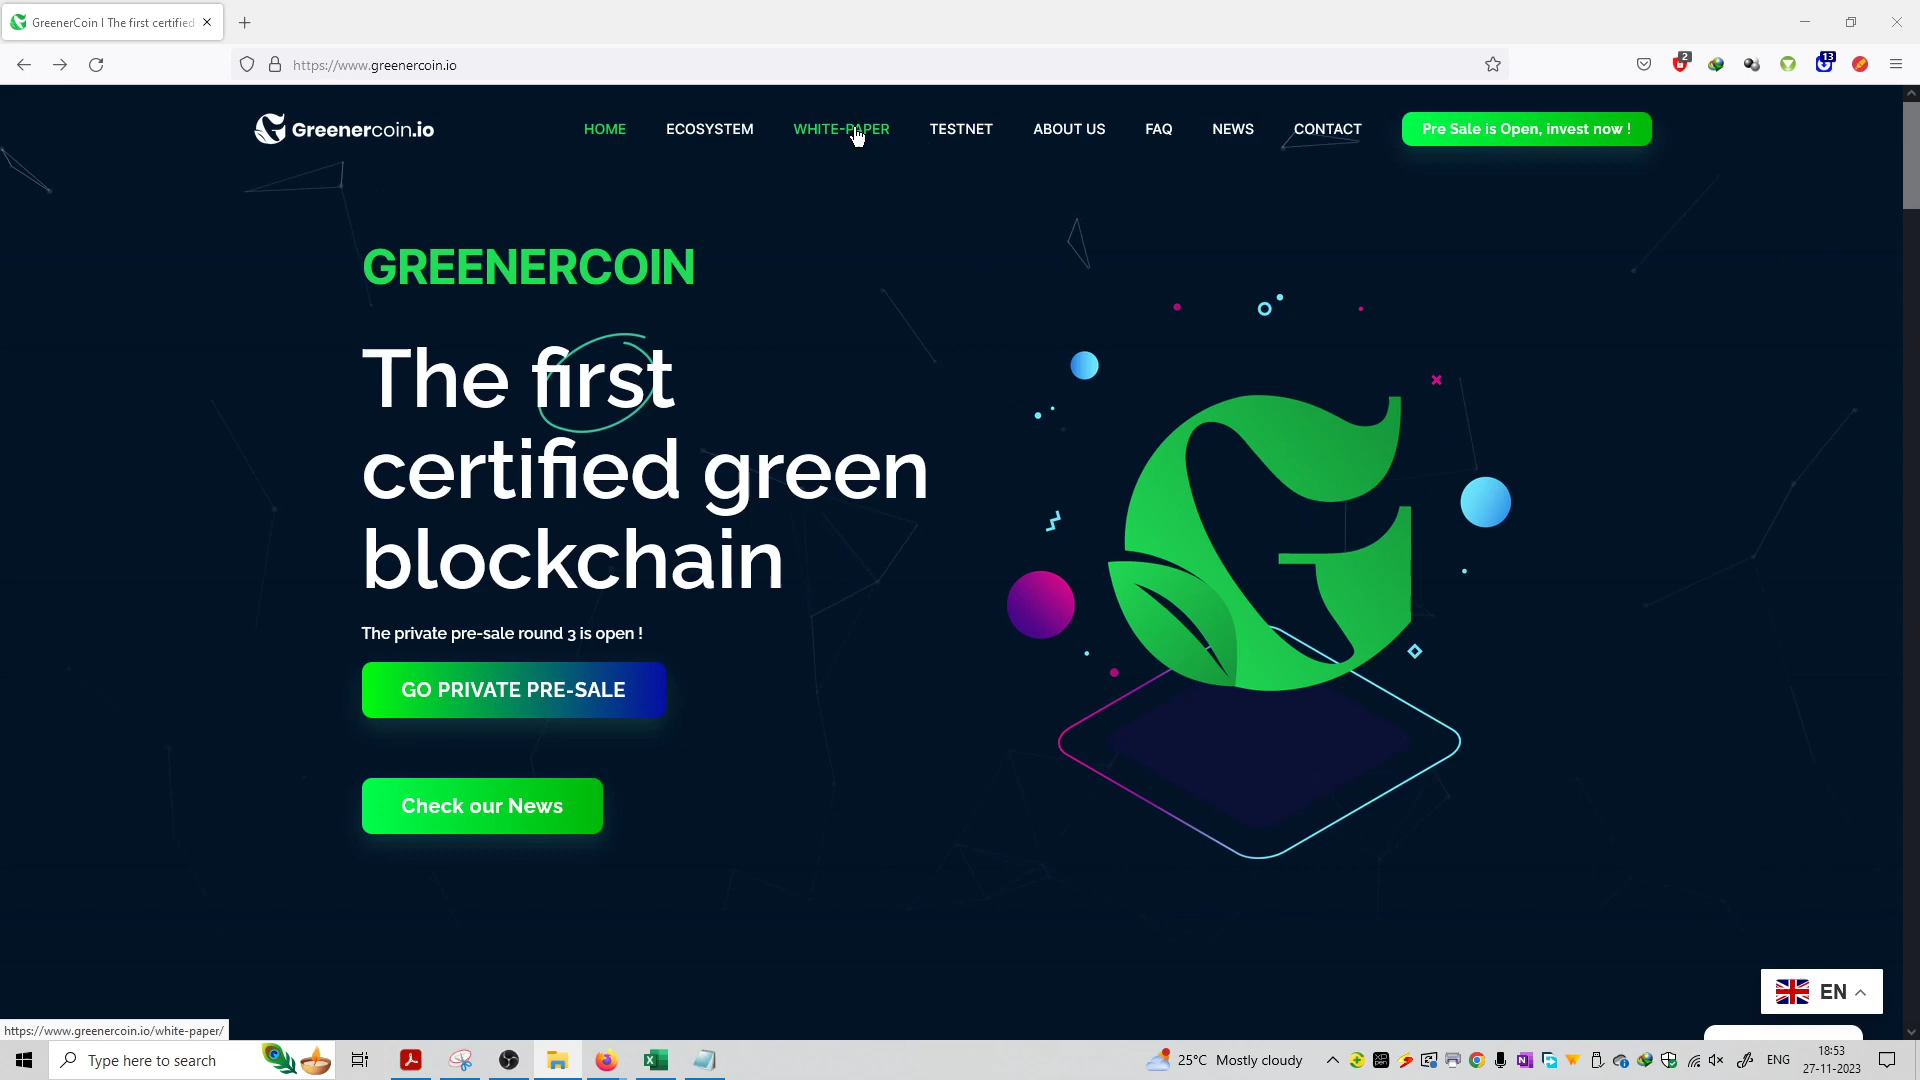 GreenerCoin | The first certified
https://www.greenercoin.io
2
13
Greenercoin.io
HOME
ECOSYSTEM
WHITE-PAPER
TESTNET
ABOUT US
FAQ
NEWS
CONTACT
Pre Sale is Open, invest now !
GREENERCOIN
The first
certified green
blockchain
The private pre-sale round 3 is open !
GO PRIVATE PRE-SALE
Check our News
EN
https://www.greenercoin.io/white-paper/
Type here to search
25°C Mostly cloudy
ENG
18:53
27-11-2023